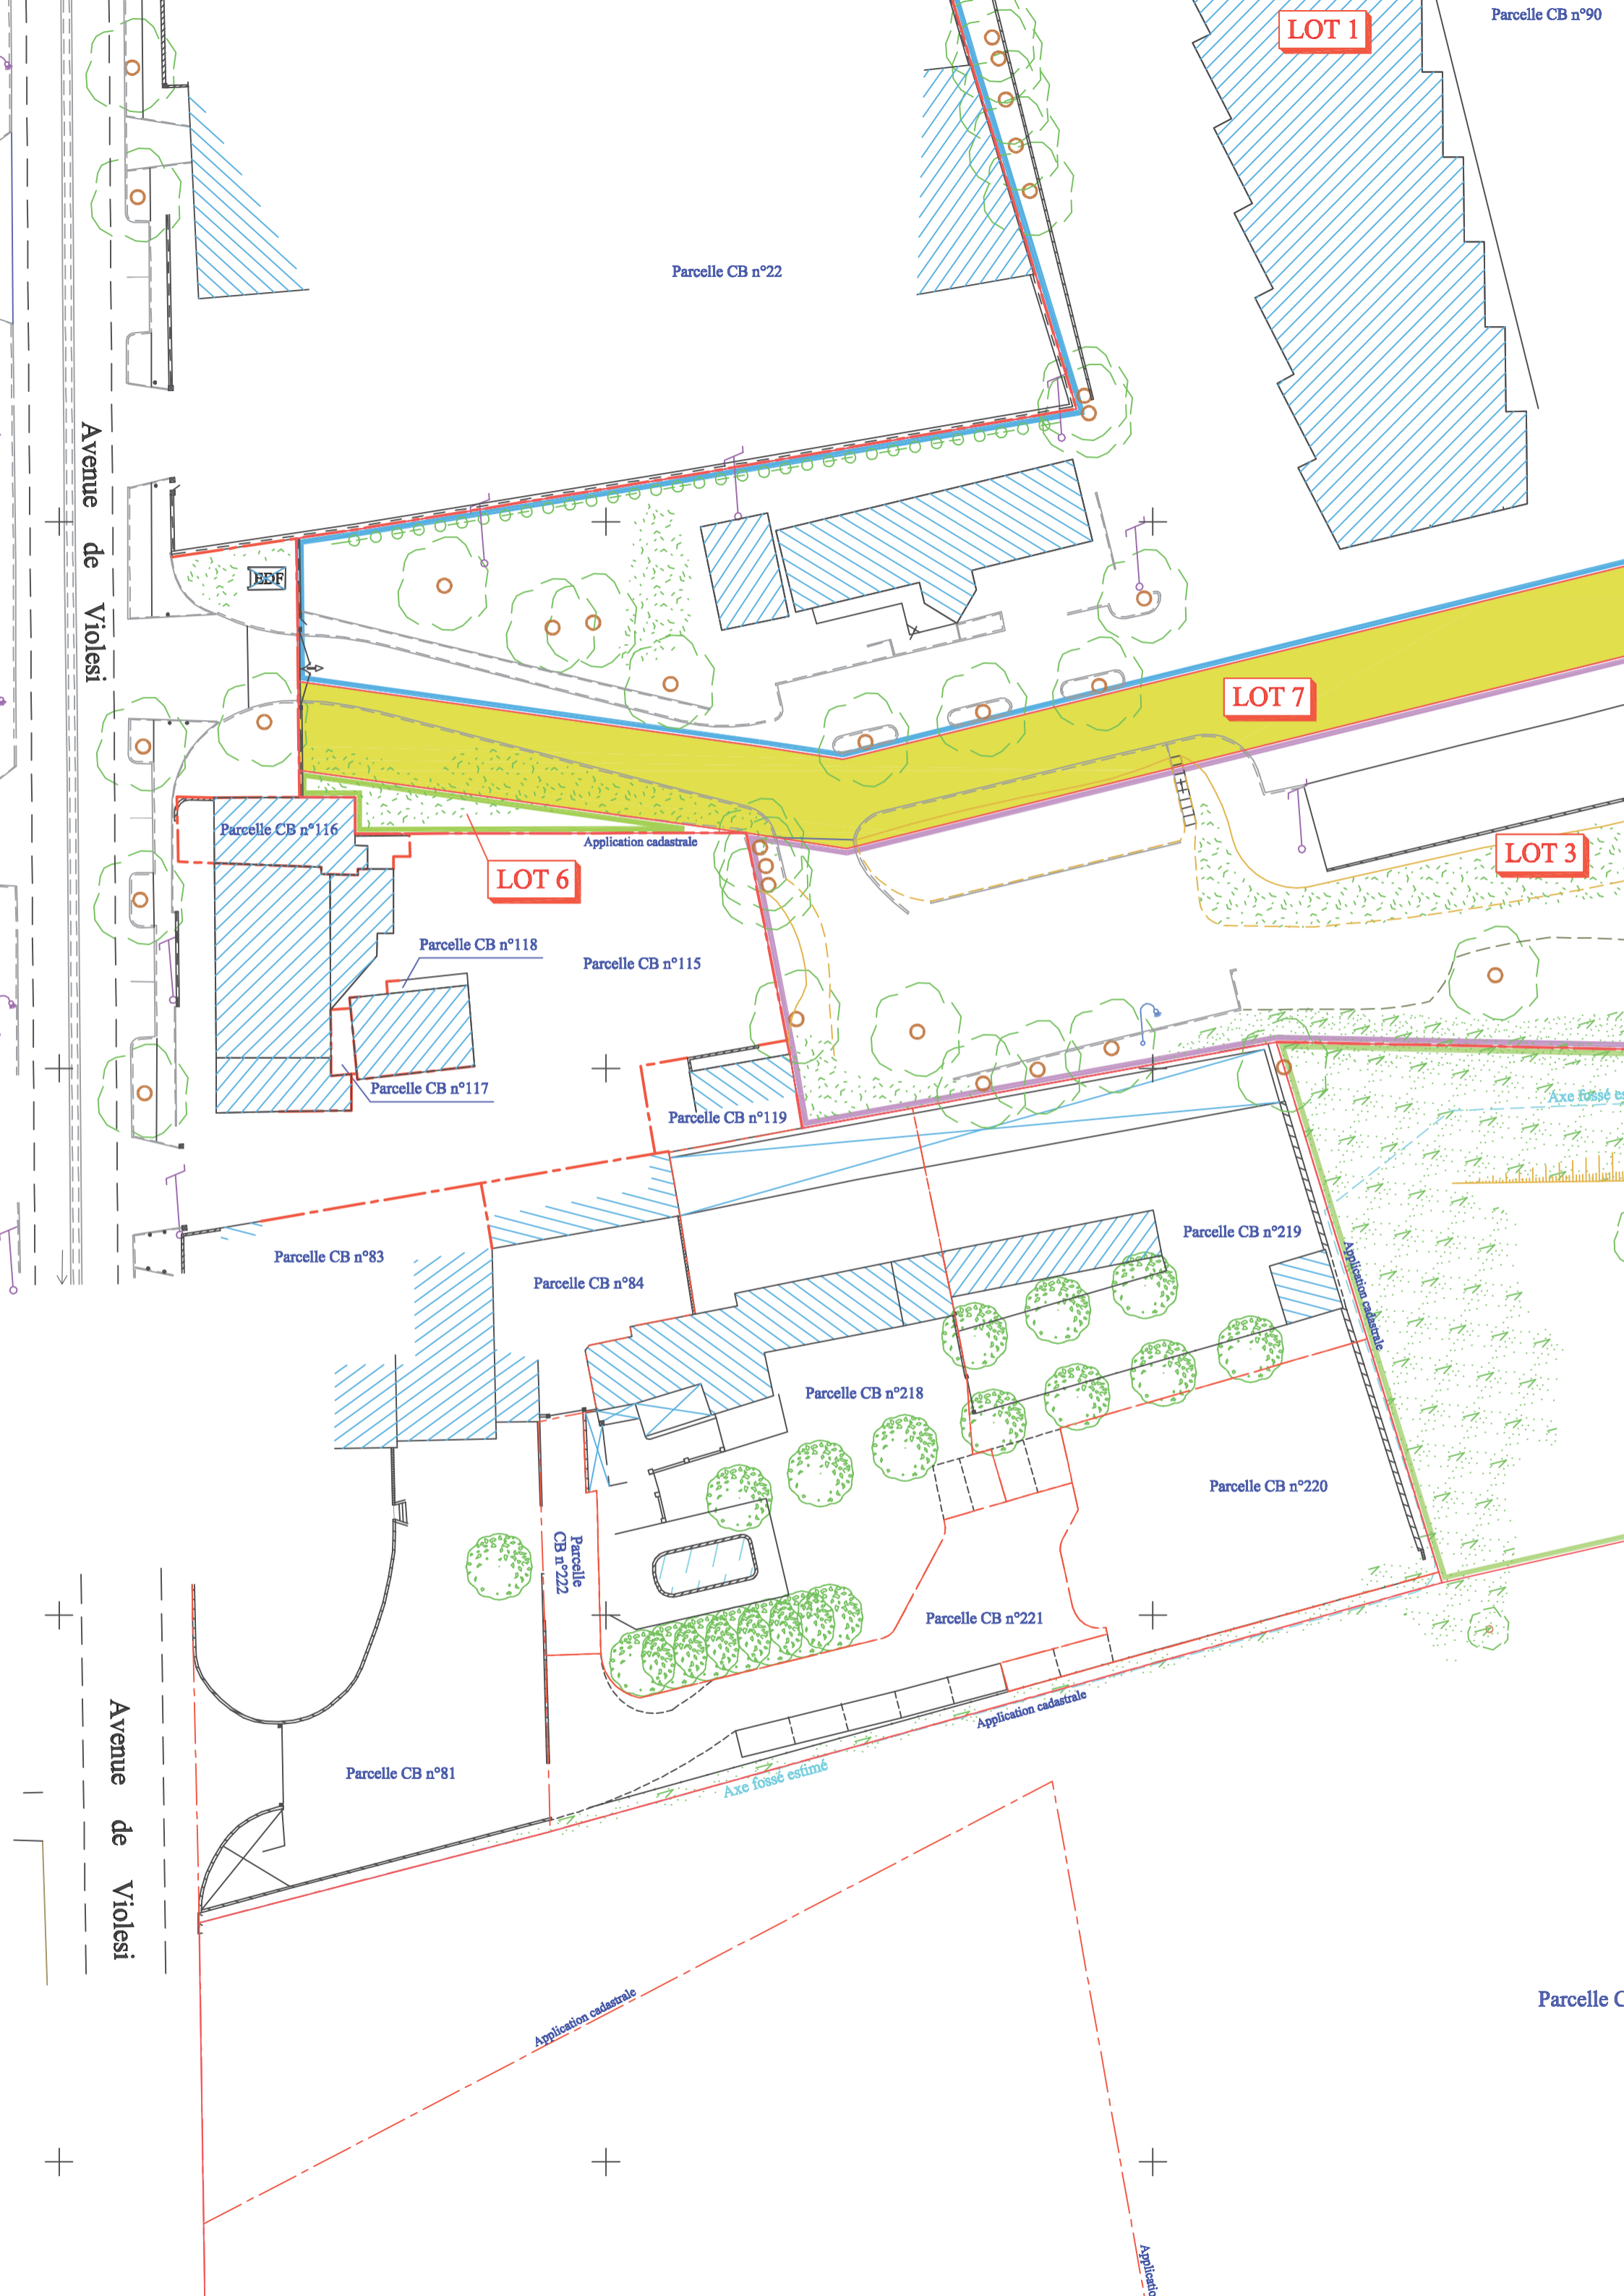 LOT 1
Parcelle CB n°90
Parcelle CB n°22
Avenue de Violesi
EDF
LOT 7
Parcelle CB n°116
Application cadastrale
LOT 3
LOT 6
Parcelle CB n°118
Parcelle CB n°115
Parcelle CB n°117
Parcelle CB n°119
Axe fossé es
Parcelle CB n°219
Parcelle CB n°83
Parcelle CB n°84
Application cadastrale
Parcelle CB n°218
Parcelle CB n°220
Parcelle
CB n°222
Parcelle CB n°221
Application cadastrale
Avenue de Violesi
Parcelle CB n°81
Axe fossé estimé
Parcelle C
Application cadastrale
Applicatio